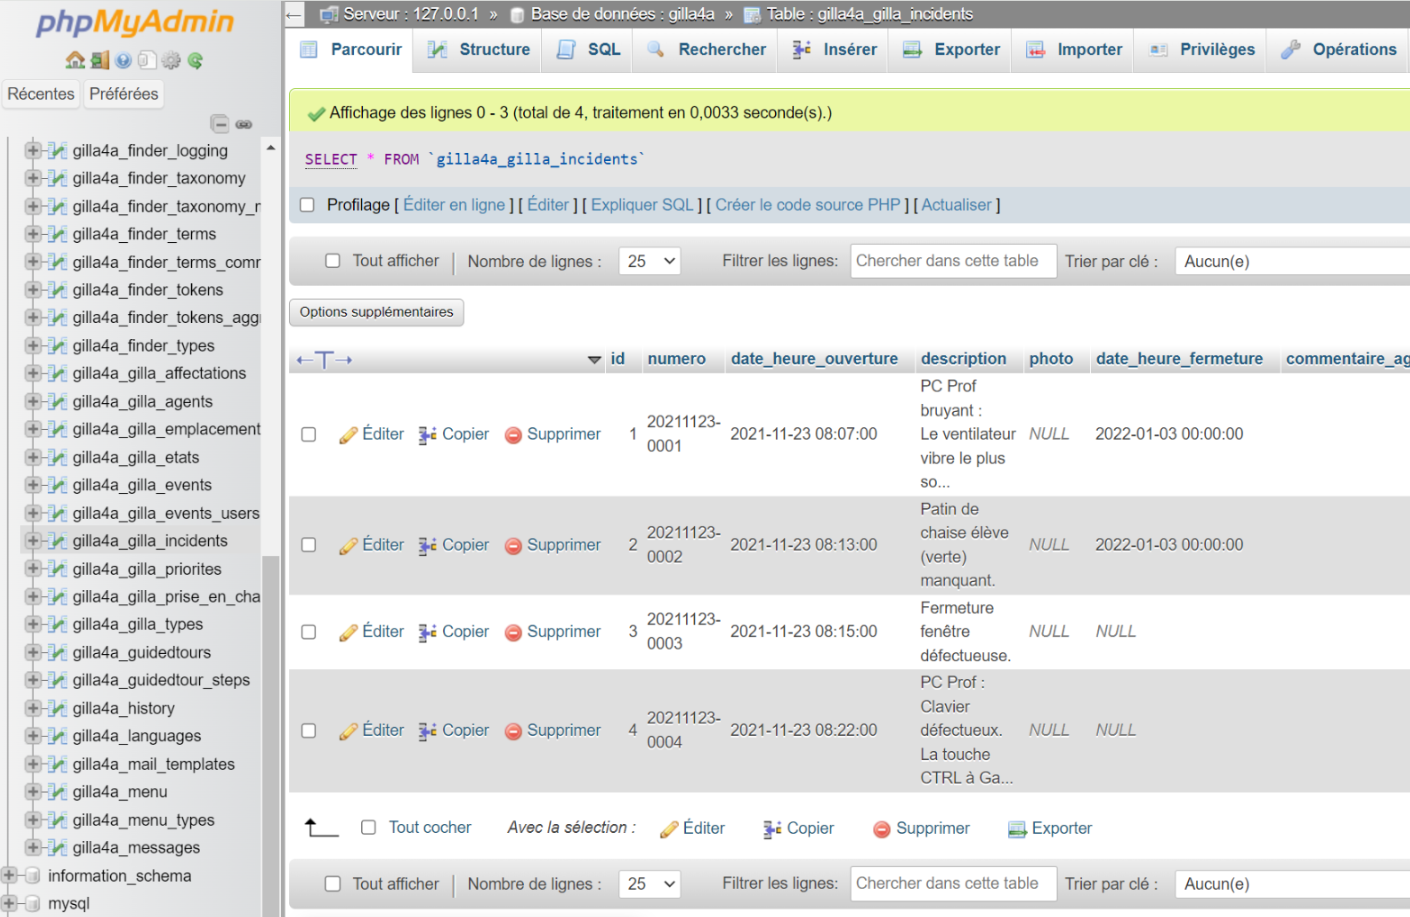 phpMyAdmin
Récentes
Préférées
gilla4a_finder_logging
gilla4a_finder_taxonomy
gilla4a_finder_taxonomy_r
gilla4a_finder_terms
gilla4a_finder_terms_comr
gilla4a_finder_tokens
gilla4a_finder_tokens_aggi
gilla4a_finder_types
gilla4a_gilla_affectations
gilla4a_gilla_agents
gilla4a_gilla_emplacement
gilla4a_gilla_etats
gilla4a_gilla_events
gilla4a_gilla_events_users
gilla4a_gilla_incidents
gilla4a_gilla_priorites
gilla4a_gilla_prise_en_cha
gilla4a_gilla_types
gilla4a_guidedtours
gilla4a_guidedtour_steps
gilla4a_history
gilla4a_languages
gilla4a_mail_templates
gilla4a_menu
gilla4a_menu_types
gilla4a_messages
information_schema
mysql
Serveur : 127.0.0.1 » Base de données : gilla4a » Table : gilla4a_gilla_incidents
Parcourir Structure SQL Rechercher Insérer Exporter Importer Privilèges Opérations
Affichage des lignes 0 - 3 (total de 4, traitement en 0,0033 seconde(s).)
SELECT * FROM `gilla4a_gilla_incidents`
Profilage [ Éditer en ligne ] [ Éditer ] [ Expliquer SQL ] [ Créer le code source PHP ] [ Actualiser ]
Tout afficher Nombre de lignes : 25 Filtrer les lignes: Chercher dans cette table Trier par clé : Aucun(e)
Options supplémentaires
←T→ id numero date_heure_ouverture description photo date_heure_fermeture commentaire_ag
Éditer Copier Supprimer 1 20211123-
0001 2021-11-23 08:07:00 PC Prof
bruyant :
Le ventilateur
vibre le plus
so... NULL 2022-01-03 00:00:00
Éditer Copier Supprimer 2 20211123-
0002 2021-11-23 08:13:00 Patin de
chaise élève
(verte)
manquant. NULL 2022-01-03 00:00:00
Éditer Copier Supprimer 3 20211123-
0003 2021-11-23 08:15:00 Fermeture
fenêtre
défectueuse. NULL NULL
Éditer Copier Supprimer 4 20211123-
0004 2021-11-23 08:22:00 PC Prof :
Clavier
défectueux.
La touche
CTRL à Ga... NULL NULL
Tout cocher Avec la sélection : Éditer Copier Supprimer Exporter
Tout afficher Nombre de lignes : 25 Filtrer les lignes: Chercher dans cette table Trier par clé : Aucun(e)